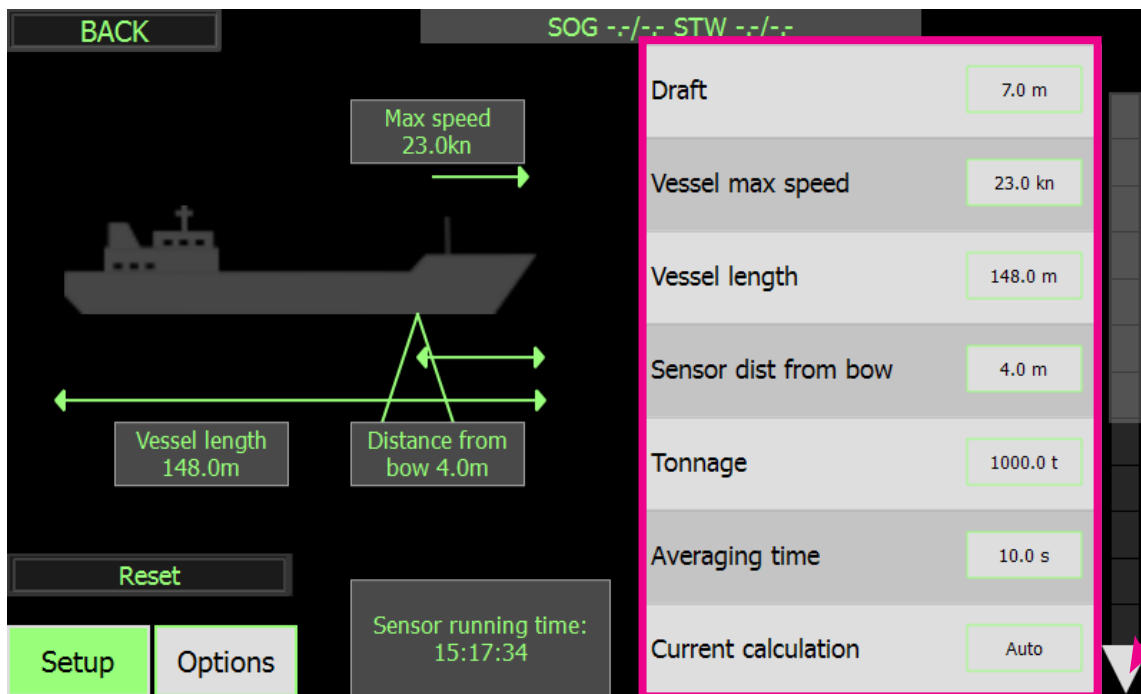 BACK
SOG -.-/-.- STW -.-/-.-
Max speed
23.0kn
Vessel length
148.0m
Distance from
bow 4.0m
Reset
Setup
Options
Sensor running time:
15:17:34
Draft
7.0 m
Vessel max speed
23.0 kn
Vessel length
148.0 m
Sensor dist from bow
4.0 m
Tonnage
1000.0 t
Averaging time
10.0 s
Current calculation
Auto